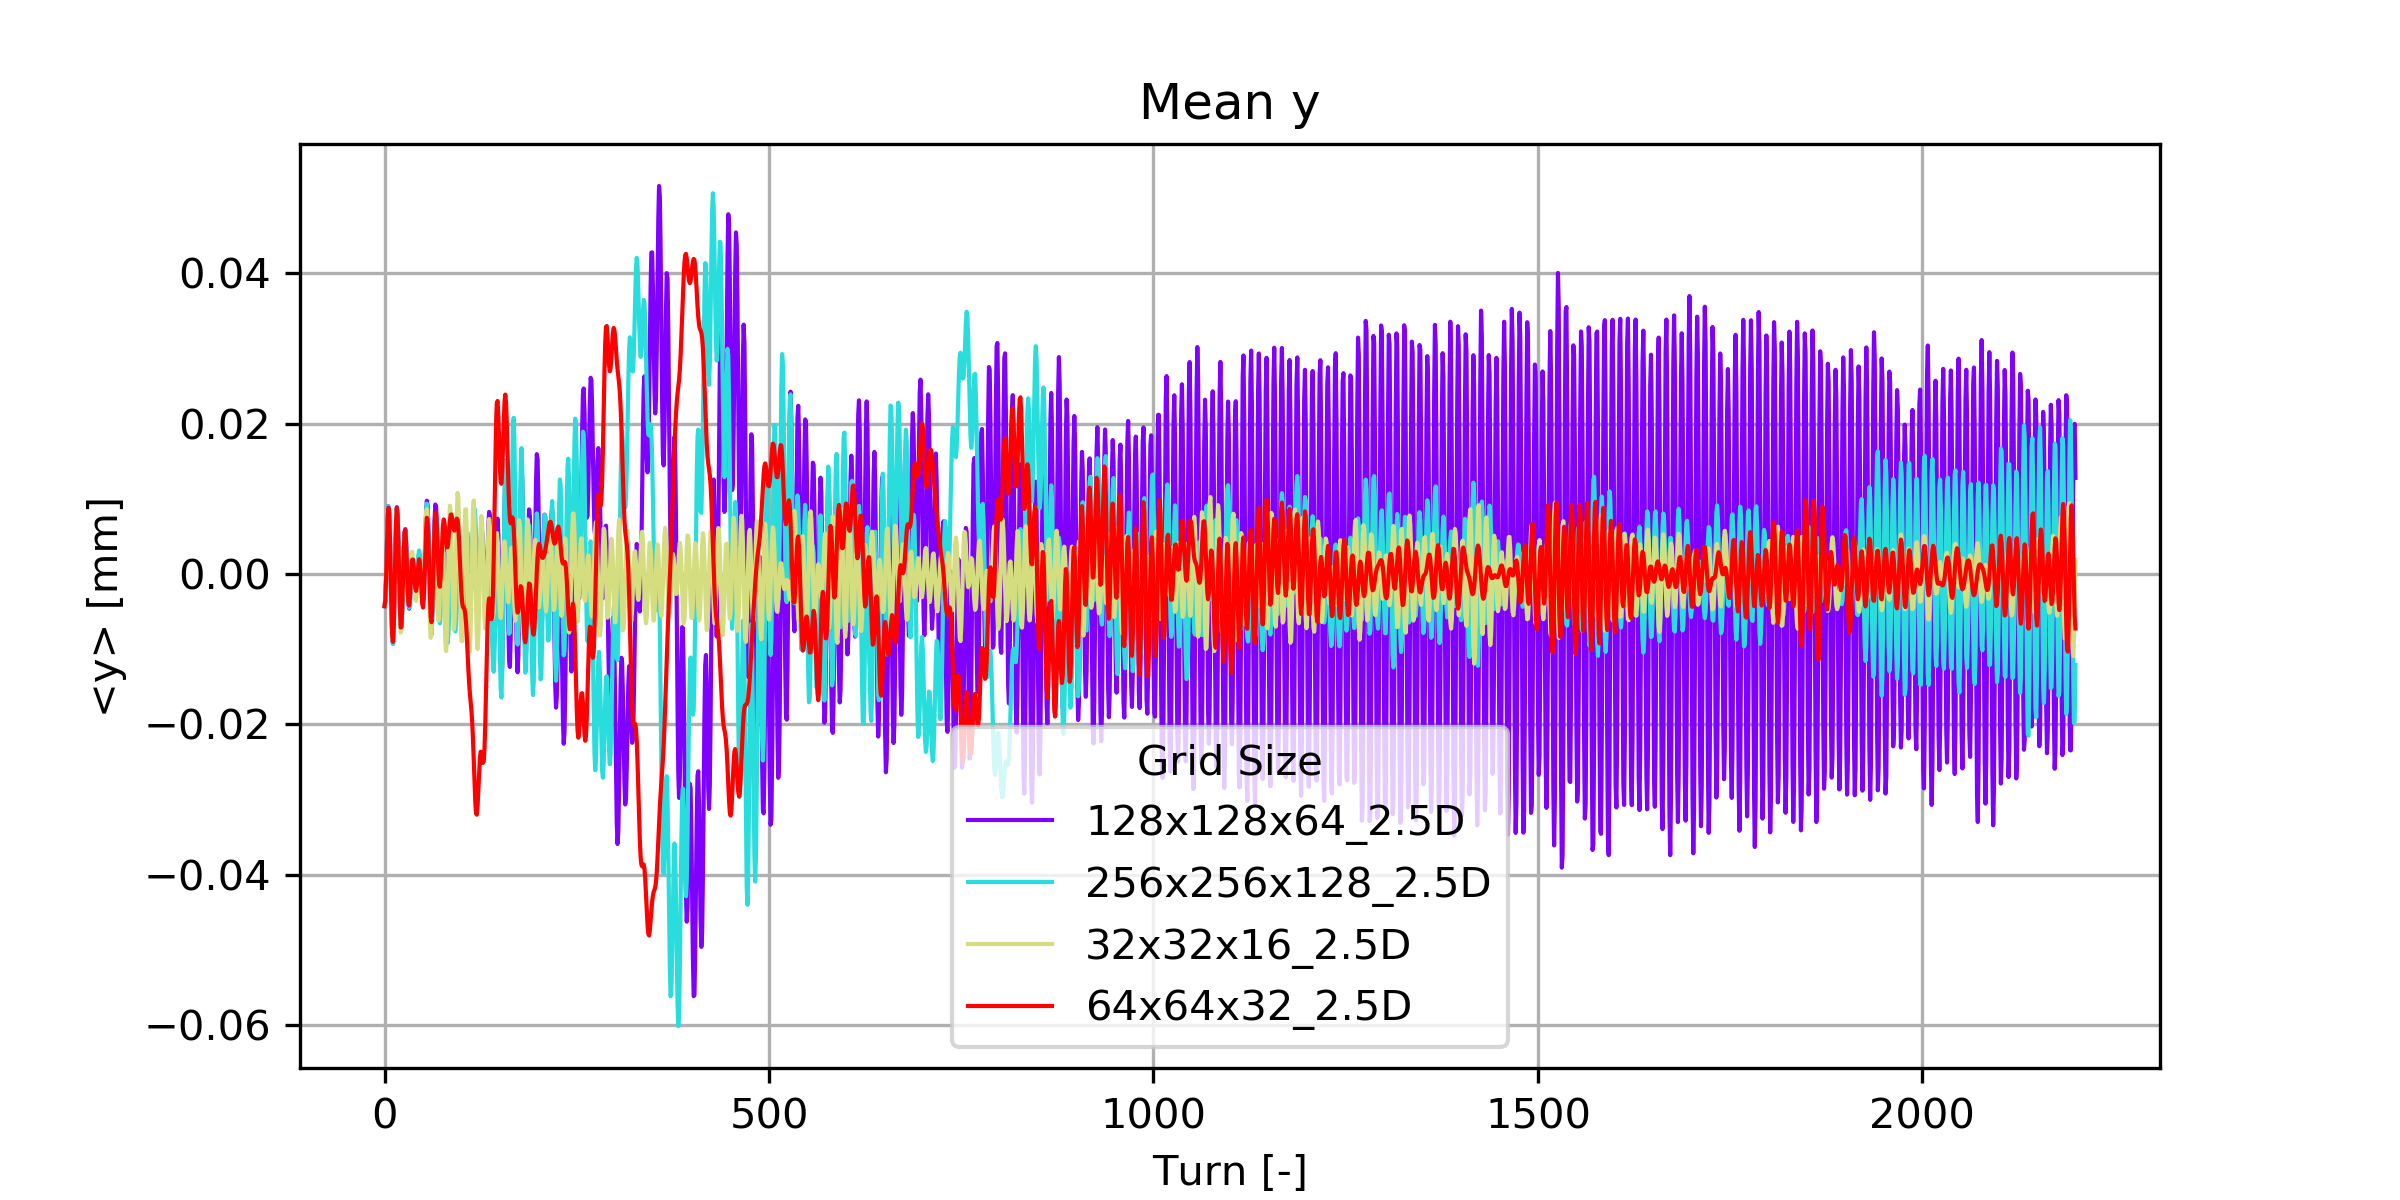 Mean y
<y> [mm]
0.04
0.02
0.00
−0.02
−0.04
−0.06
Grid Size
128x128x64_2.5D
256x256x128_2.5D
32x32x16_2.5D
64x64x32_2.5D
0 500 1000 1500 2000
Turn [-]